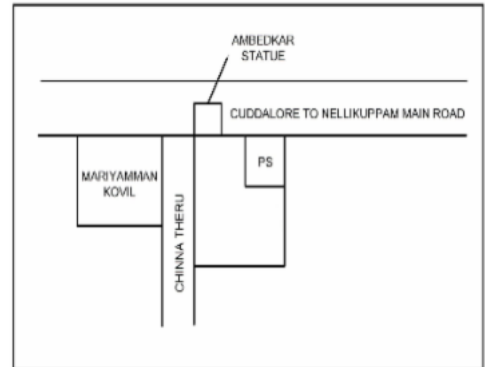 AMBEDKAR
STATUE
CUDDALORE TO NELLIKUPPAM MAIN ROAD
MARIYAMMAN
KOVIL
CHINNA THERU
PS